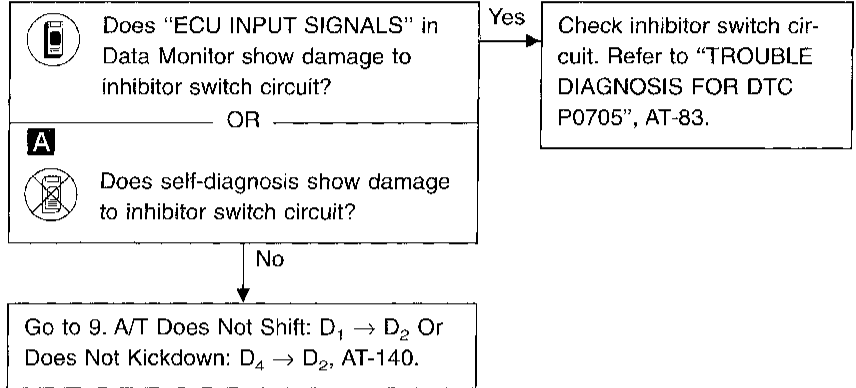 Does “ECU INPUT SIGNALS” in
Data Monitor show damage to
inhibitor switch circuit?
OR
A
Does self-diagnosis show damage
to inhibitor switch circuit?
Yes
Check inhibitor switch cir-
cuit. Refer to “TROUBLE
DIAGNOSIS FOR DTC
P0705”, AT-83.
No
Go to 9. A/T Does Not Shift: D₁ → D₂ Or
Does Not Kickdown: D₄ → D₂, AT-140.